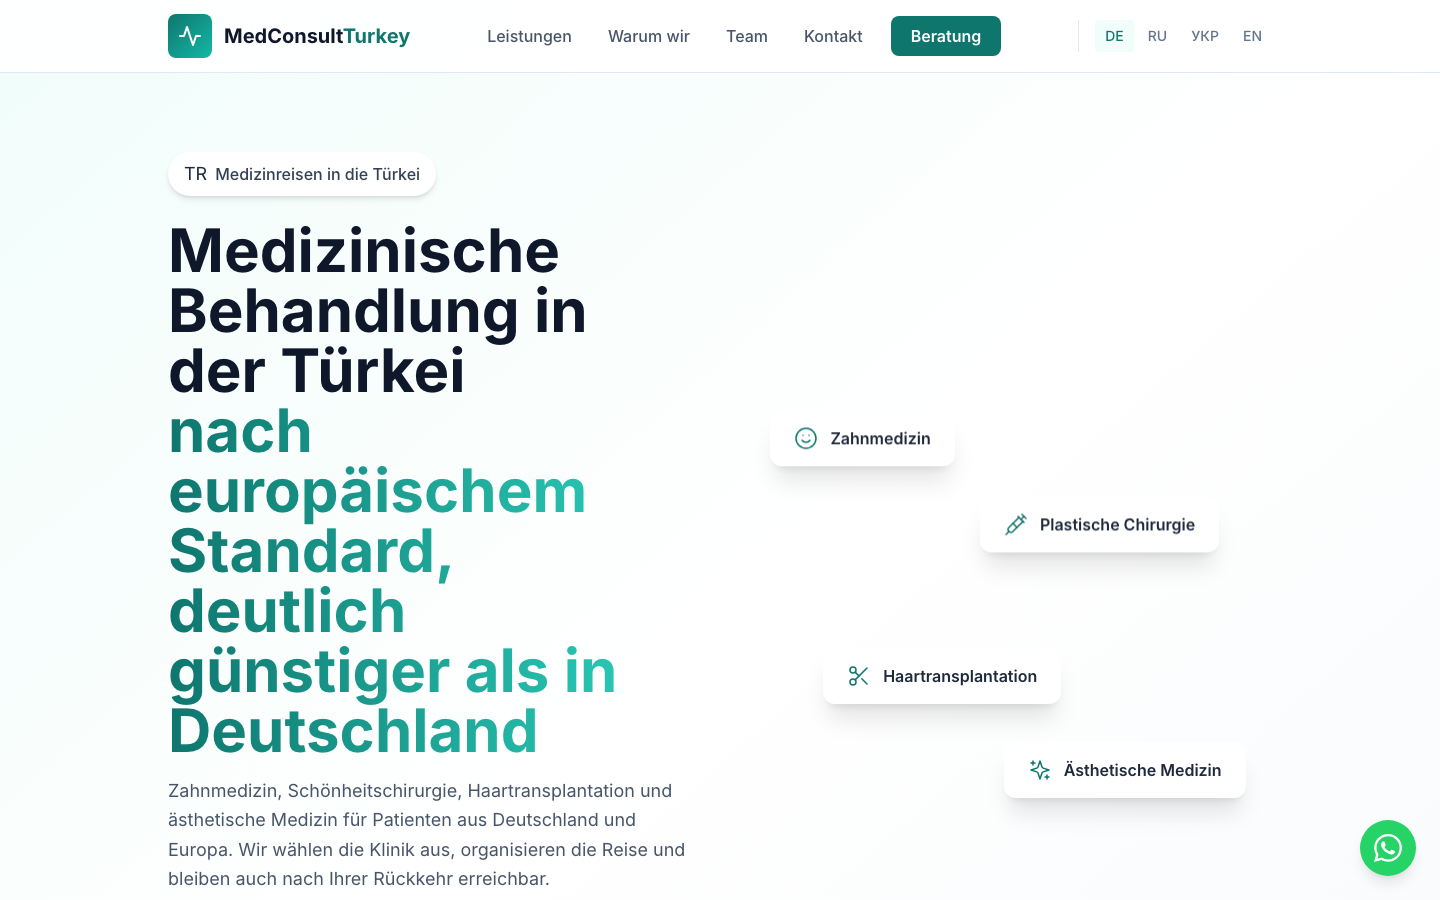 MedConsultTurkey
Leistungen
Warum wir
Team
Kontakt
Beratung
DE
RU
УКР
EN
TR Medizinreisen in die Türkei
Medizinische
Behandlung in
der Türkei
nach
europäischem
Standard,
deutlich
günstiger als in
Deutschland
Zahnmedizin, Schönheitschirurgie, Haartransplantation und
ästhetische Medizin für Patienten aus Deutschland und
Europa. Wir wählen die Klinik aus, organisieren die Reise und
bleiben auch nach Ihrer Rückkehr erreichbar.
Zahnmedizin
Plastische Chirurgie
Haartransplantation
Ästhetische Medizin